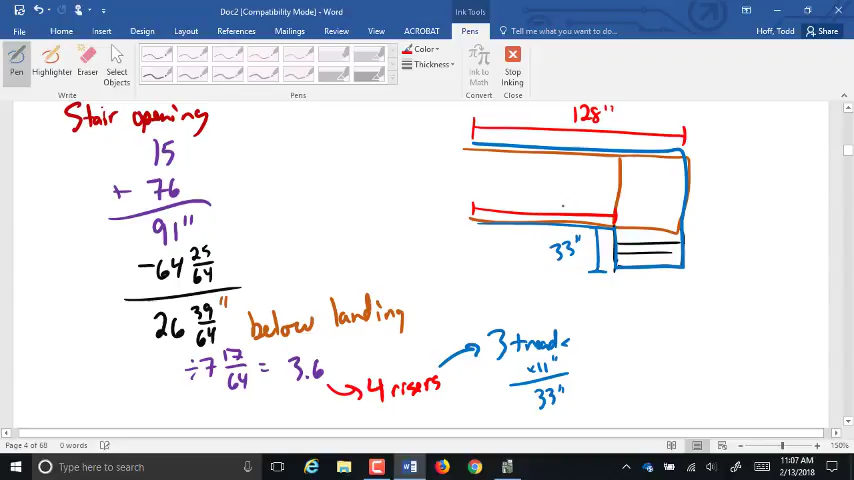 Doc2 [Compatibility Mode] - Word
Ink Tools
Hoff, Todd
File Home Insert Design Layout References Mailings Review View ACROBAT Pens Tell me what you want to do... Share
Pen Highlighter Eraser Select Objects
Color
Thickness
Ink to Math
Stop Inking
Write Pens Convert Close
Stair opening
15
+ 76
91"
- 64 25/64
26 39/64" below landing
÷ 7 17/64 = 3.6
4 risers
3 treads
x11"
33"
128"
33"
Page 4 of 68 0 words 150%
Type here to search
11:07 AM
2/13/2018